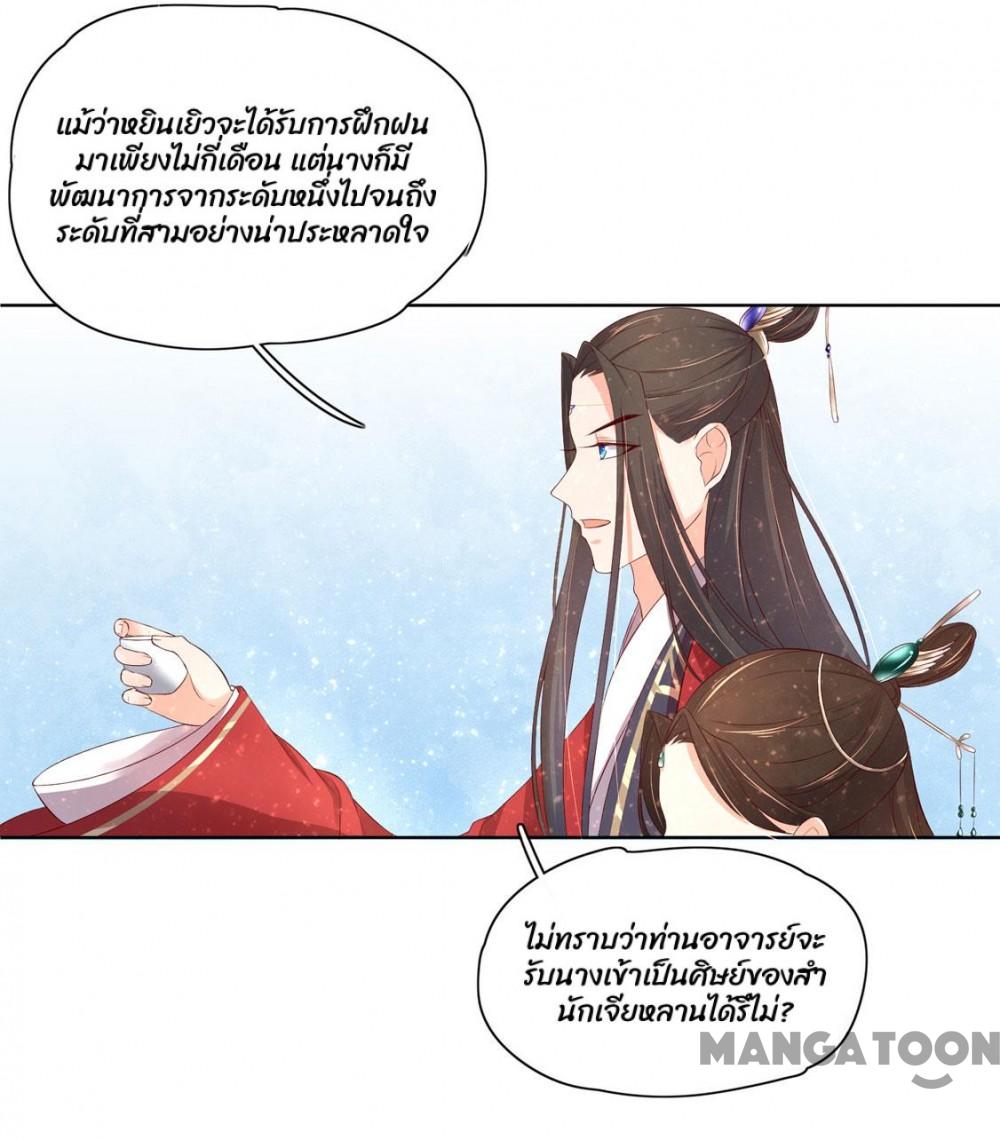 แม้ว่าหยินเยิวจะได้รับการฝึกฝน
มาเพียงไม่กี่เดือน แต่นางก็มี
พัฒนาการจากระดับหนึ่งไปจนถึง
ระดับที่สามอย่างน่าประหลาดใจ
ไม่ทราบว่าท่านอาจารย์จะ
รับนางเข้าเป็นศิษย์ของสำ
นักเจียหลานได้รึไม่?
MANGATOON